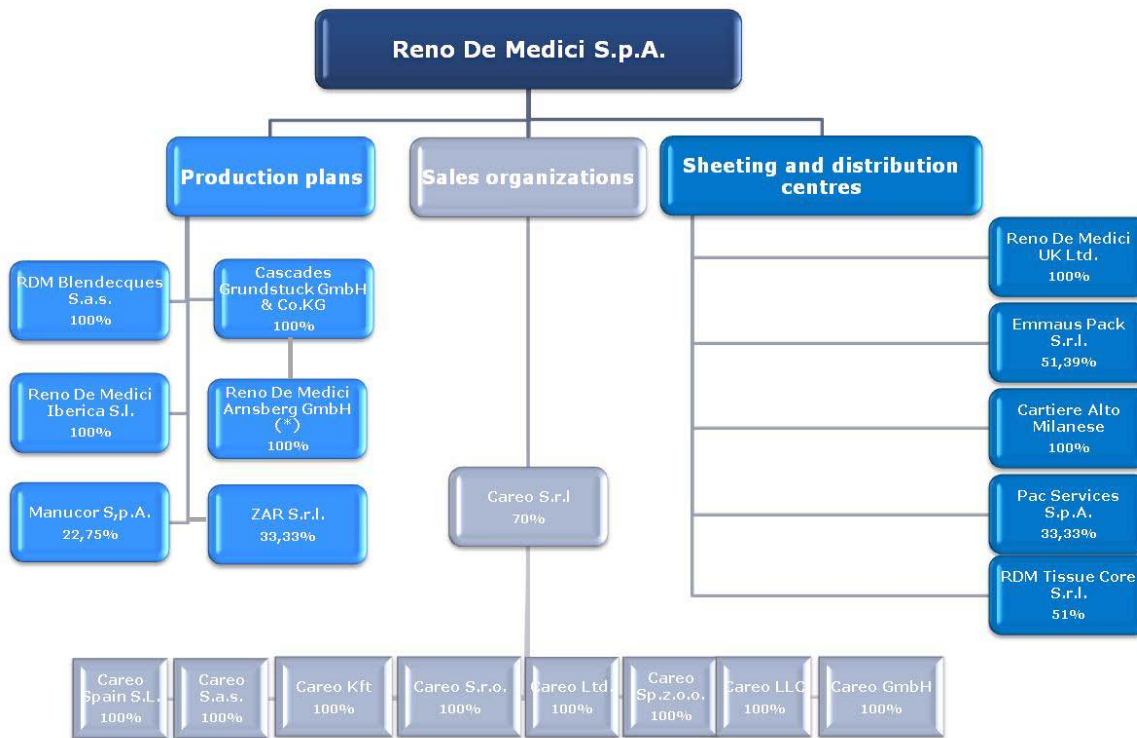 Reno De Medici S.p.A.
Production plans
Sales organizations
Sheeting and distribution
centres
RDM Blendecques
S.a.s.
100%
Cascades
Grundstuck GmbH
& Co.KG
100%
Reno De Medici
Iberica S.l.
100%
Reno De Medici
Arnsberg GmbH
(*)
100%
Manucor S,p.A.
22,75%
ZAR S.r.l.
33,33%
Careo S.r.l
70%
Reno De Medici
UK Ltd.
100%
Emmaus Pack
S.r.l.
51,39%
Cartiere Alto
Milanese
100%
Pac Services
S.p.A.
33,33%
RDM Tissue Core
S.r.l.
51%
Careo
Spain S.L.
100%
Careo
S.a.s.
100%
Careo Kft
100%
Careo S.r.o.
100%
Careo Ltd.
100%
Careo
Sp.z.o.o.
100%
Careo LLC
100%
Careo GmbH
100%